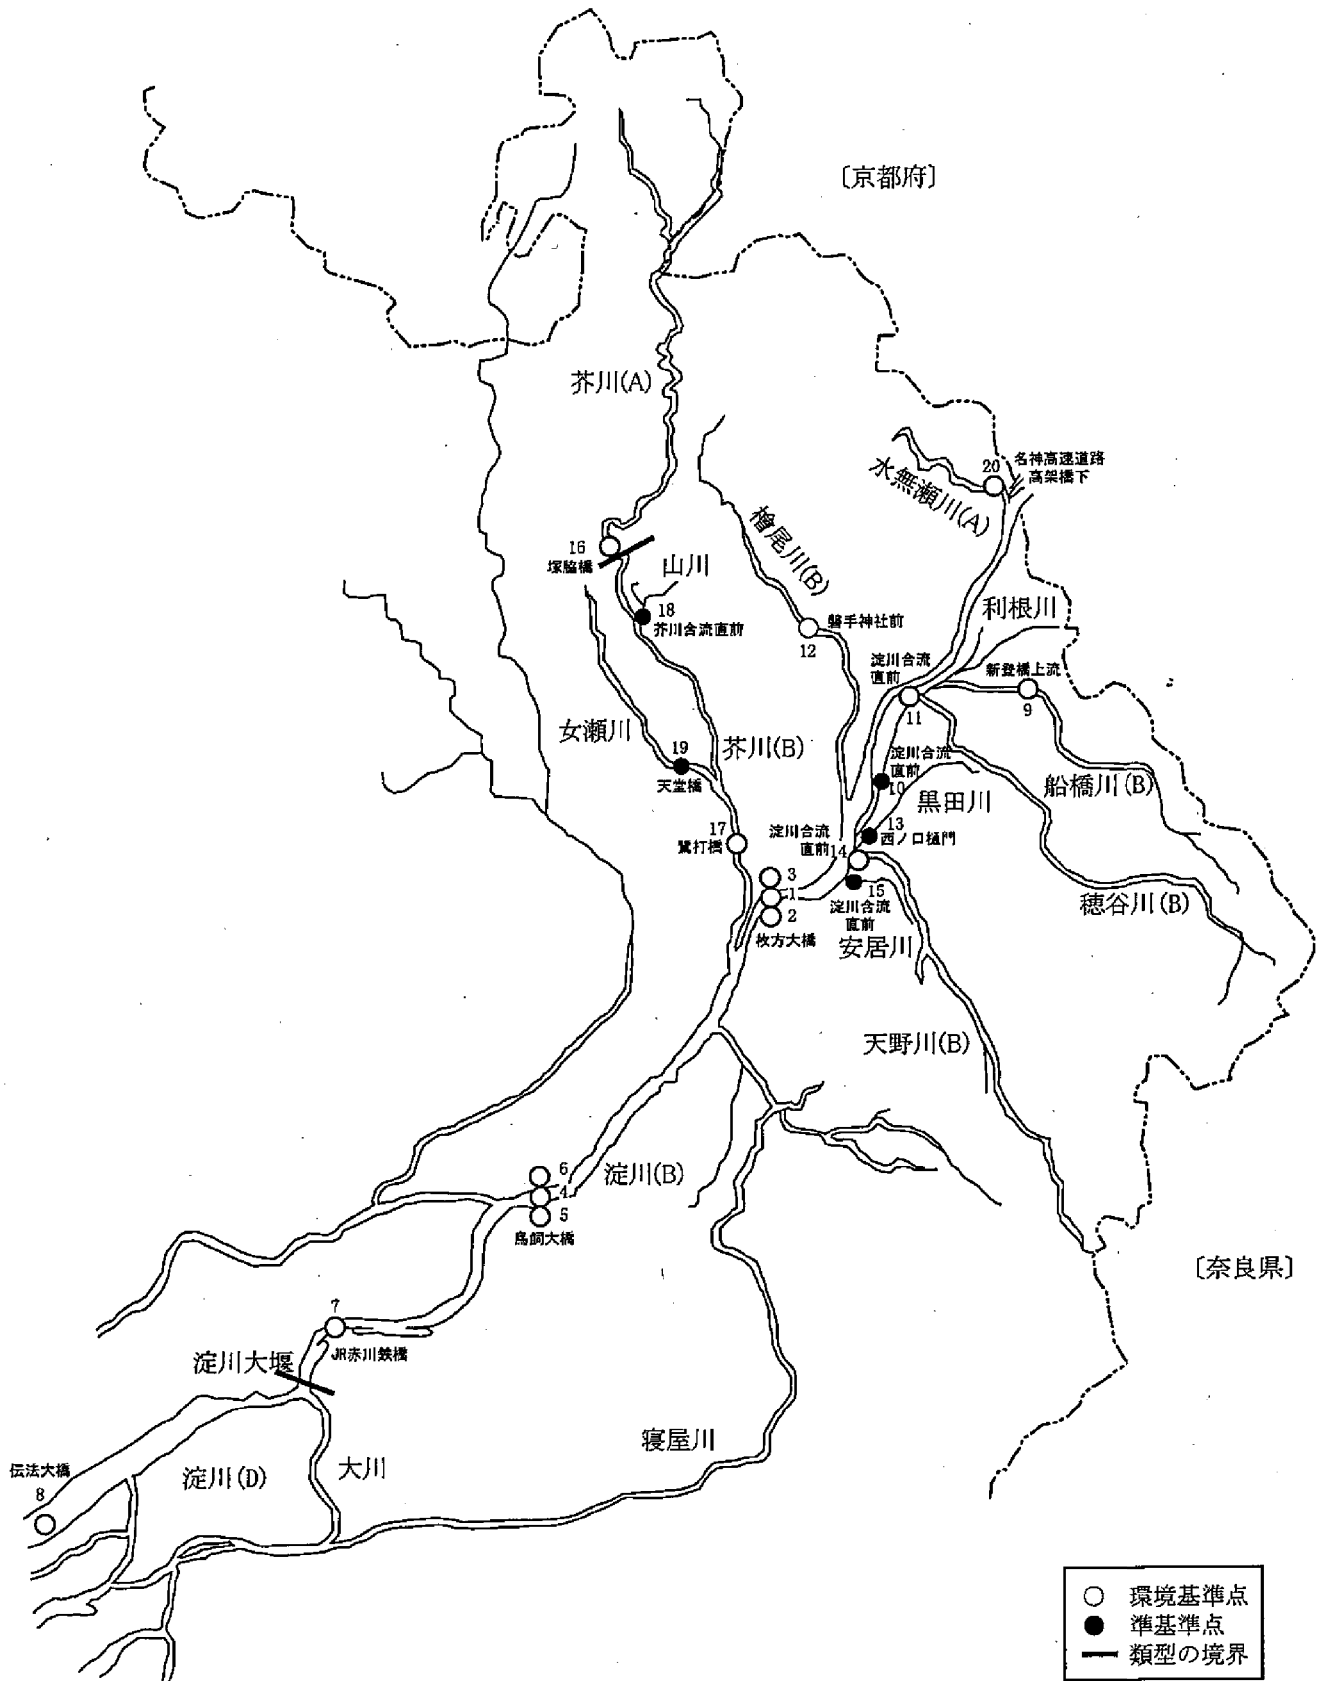 〔京都府〕
芥川(A)
20
名神高速道路
高架橋下
水無瀬川(A)
檜尾川(B)
16
塚脇橋
山川
18
芥川合流直前
利根川
磐手神社前
12
淀川合流
直前
11
新登橋上流
9
女瀬川
19
天堂橋
芥川(B)
淀川合流
直前
10
黒田川
船橋川(B)
17
鷺打橋
淀川合流
直前
14
13
西ノ口樋門
3
1
2
枚方大橋
15
淀川合流
直前
安居川
穂谷川(B)
天野川(B)
6
4
5
鳥飼大橋
淀川(B)
〔奈良県〕
7
JR赤川鉄橋
淀川大堰
寝屋川
伝法大橋
8
淀川(D)
大川
環境基準点
準基準点
類型の境界